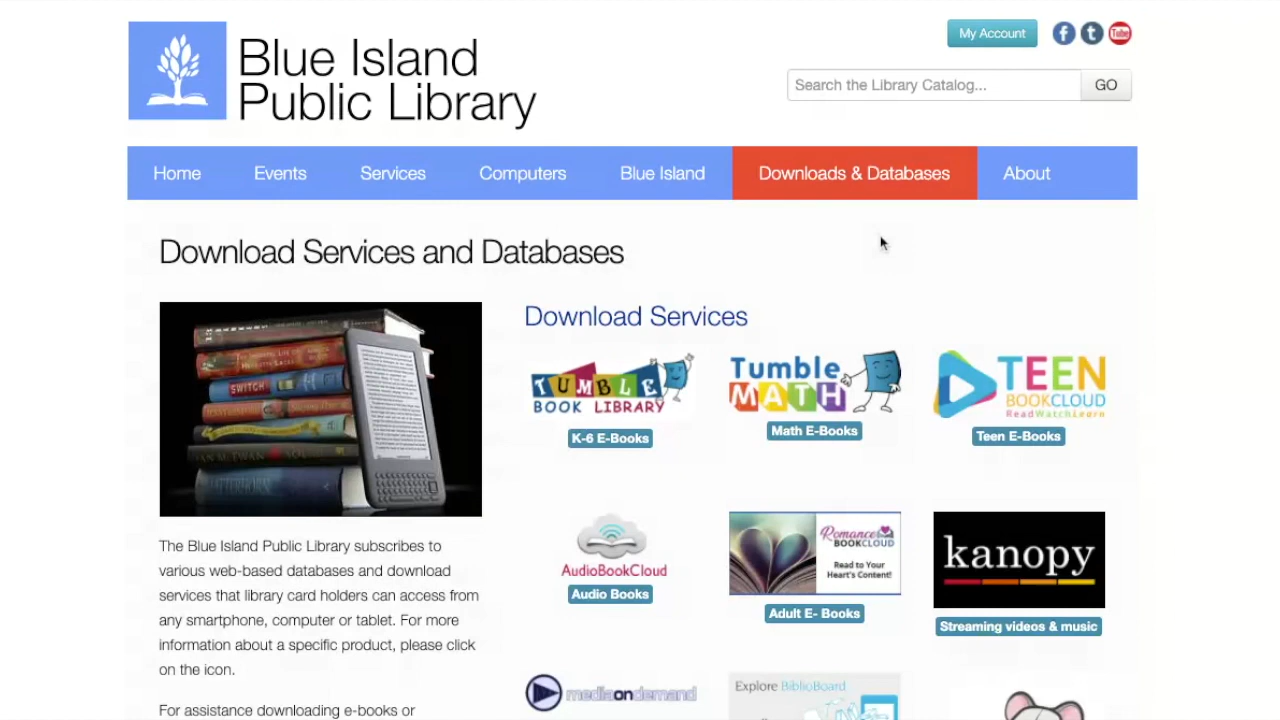 My Account
Blue Island
Public Library
Search the Library Catalog...
GO
Home
Events
Services
Computers
Blue Island
Downloads & Databases
About
Download Services and Databases
Download Services
TUMBLE
BOOK LIBRARY
K-6 E-Books
Tumble
MATH
Math E-Books
TEEN
BOOKCLOUD
ReadWatchLearn
Teen E-Books
SWITCH
AudioBookCloud
Audio Books
Romance
BOOKCLOUD
Read to Your
Heart's Content!
Adult E- Books
kanopy
Streaming videos & music
The Blue Island Public Library subscribes to
various web-based databases and download
services that library card holders can access from
any smartphone, computer or tablet. For more
information about a specific product, please click
on the icon.
For assistance downloading e-books or
mediaondemand
Explore BiblioBoard